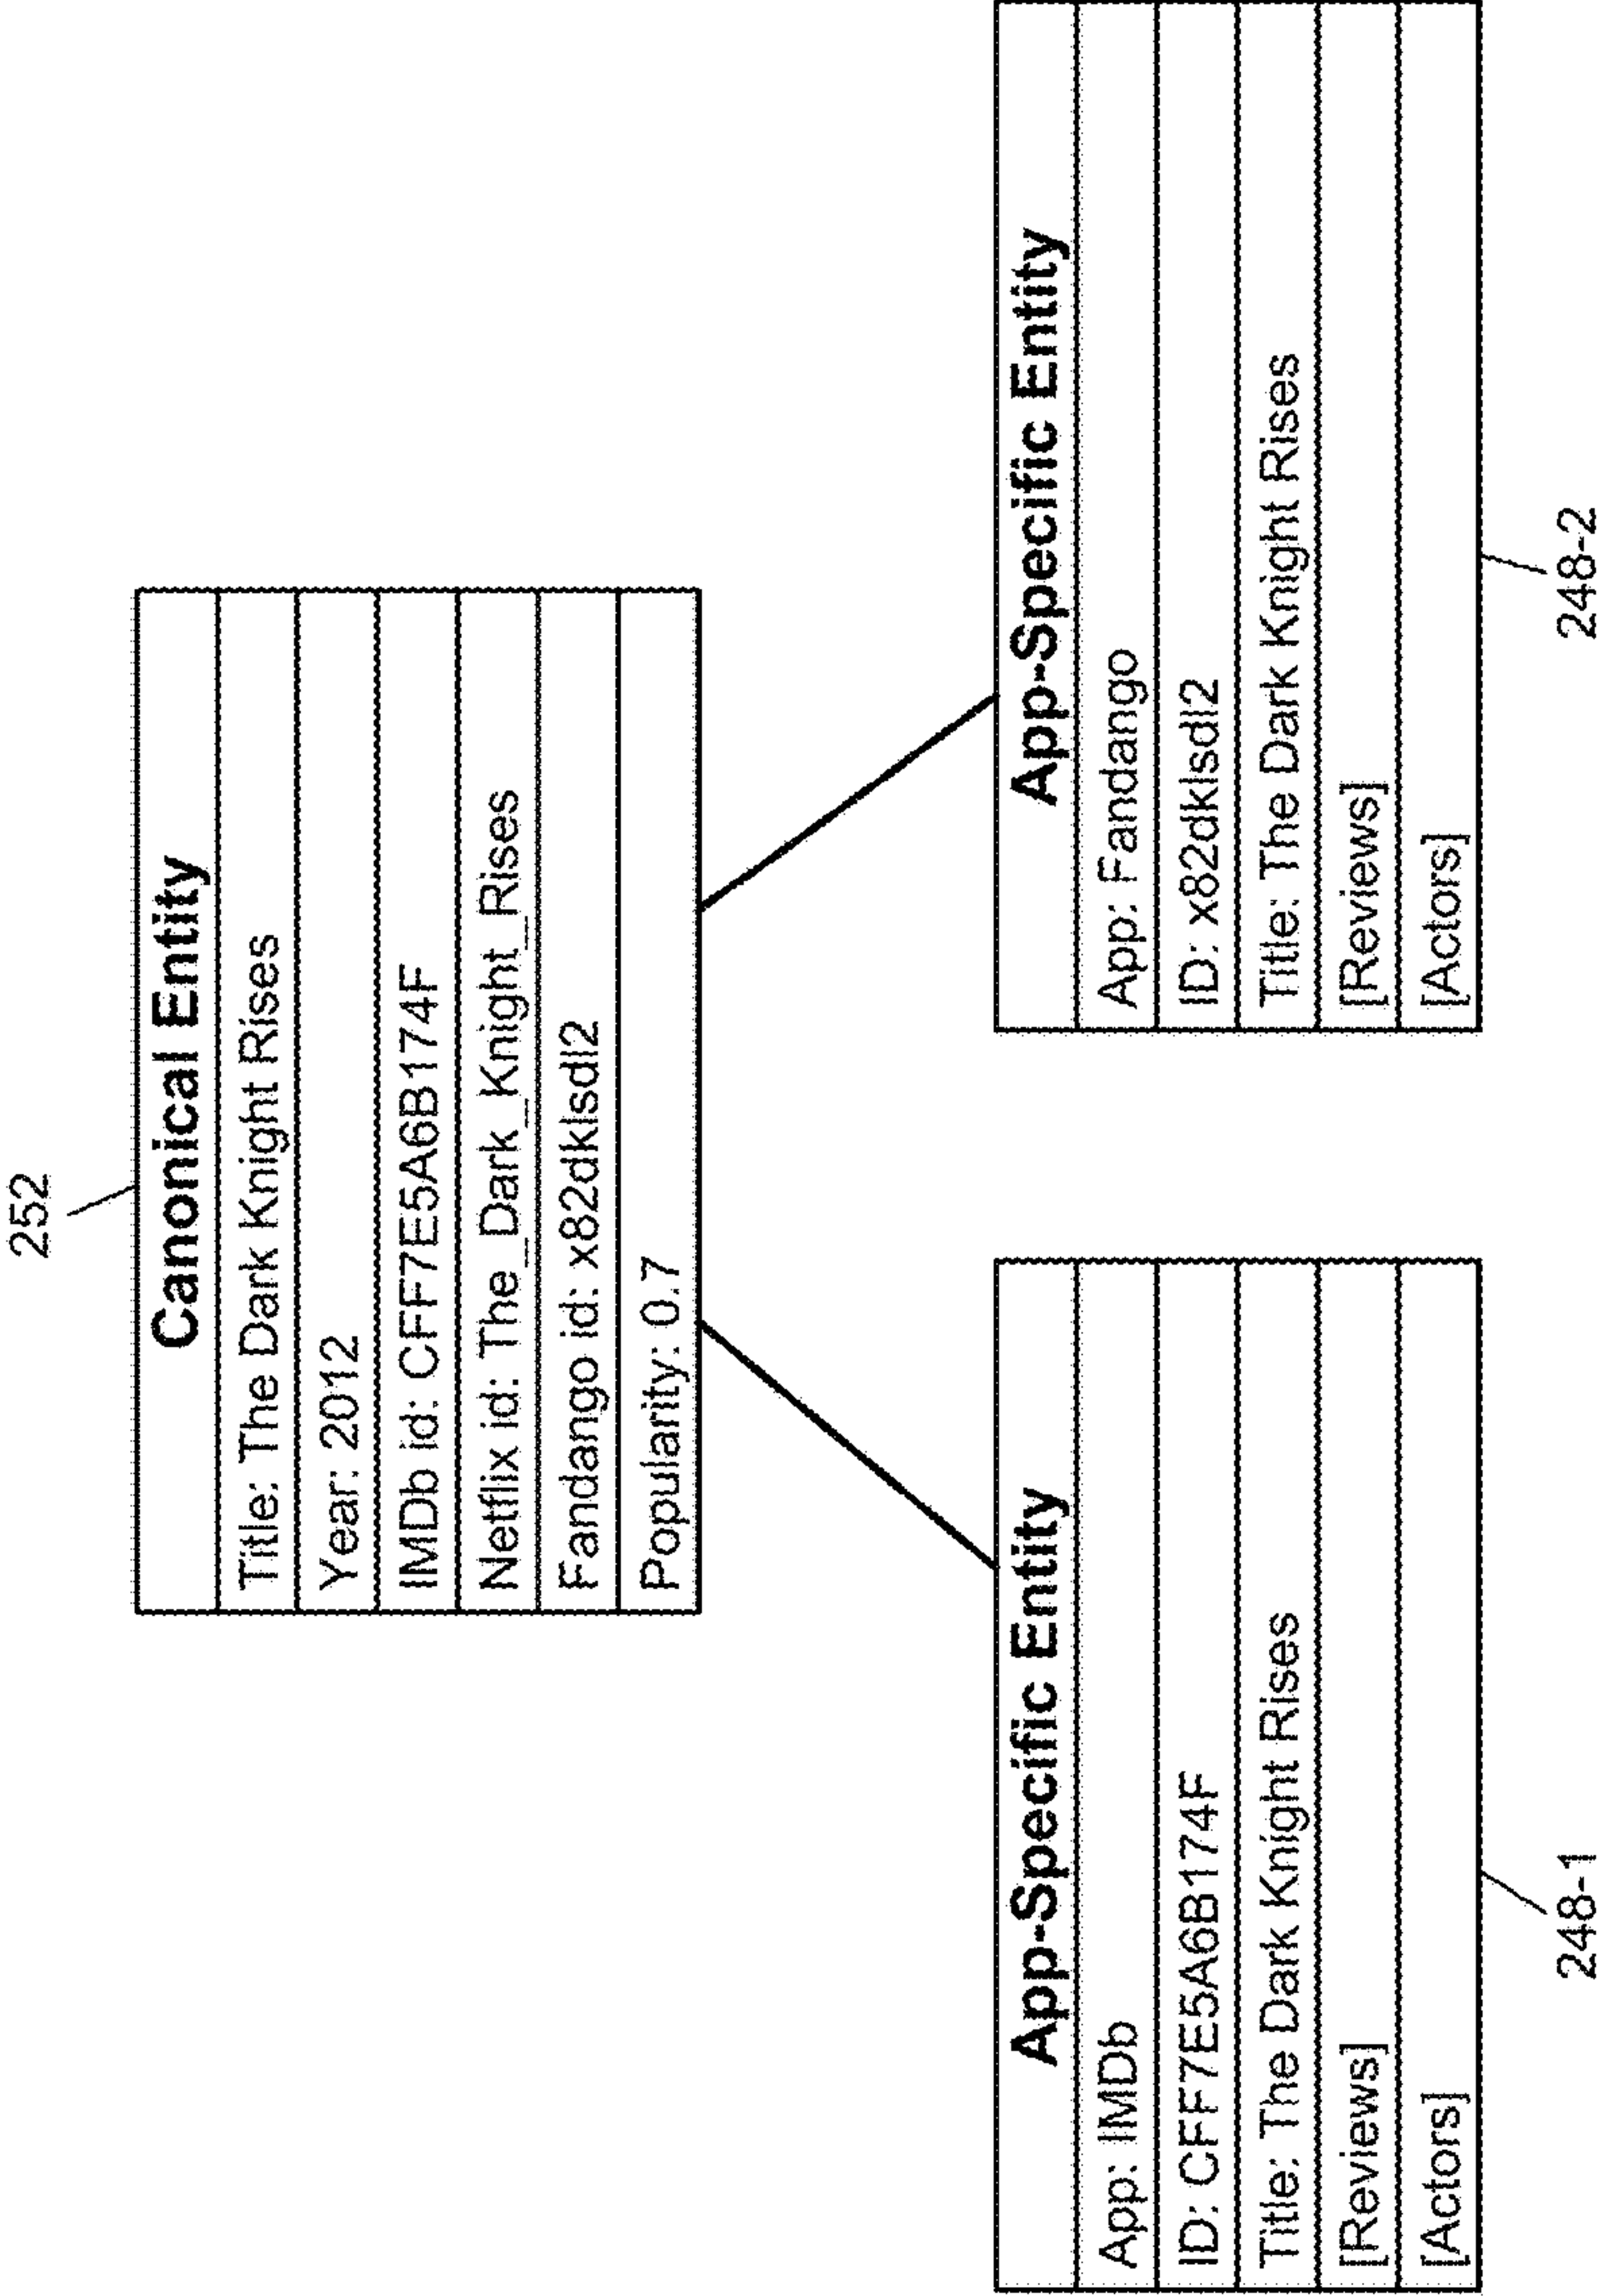 252
Canonical Entity
Title: The Dark Knight Rises
Year: 2012
IMDb id: CFF7E5A6B174F
Netflix id: The_Dark_Knight_Rises
Fandango id: x82dklsdl2
Popularity: 0.7
App-Specific Entity
App: IMDb
ID: CFF7E5A6B174F
Title: The Dark Knight Rises
[Reviews]
[Actors]
248-1
App-Specific Entity
App: Fandango
ID: x82dklsdl2
Title: The Dark Knight Rises
[Reviews]
[Actors]
248-2